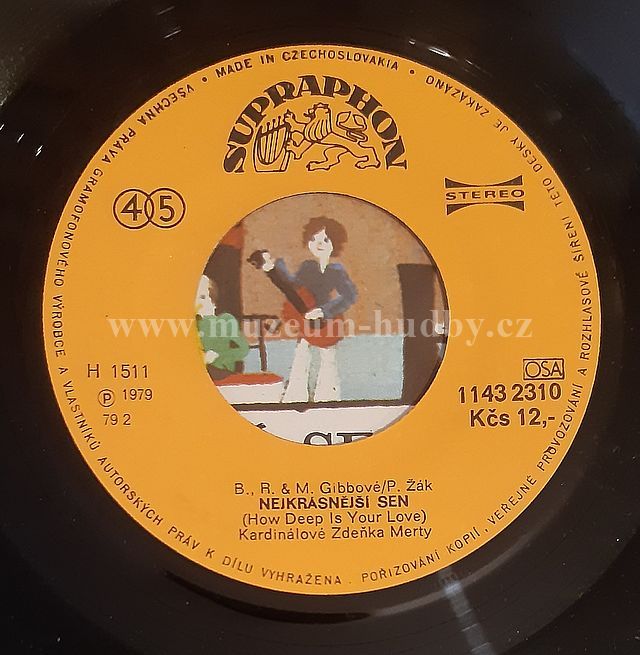 • MADE IN CZECHOSLOVAKIA •
VŠECHNA PRÁVA GRAMOFONOVÉHO VÝROBCE A VLASTNÍKŮ AUTORSKÝCH PRÁV K DÍLU VYHRAŽENA. POŘIZOVÁNÍ KOPIÍ, VEŘEJNÉ PROVOZOVÁNÍ A ROZHLASOVÉ ŠÍŘENÍ TÉTO DESKY JE ZAKÁZÁNO
SUPRAPHON
45
STEREO
www.muzeum-hudby.cz
H 1511
Ⓟ 1979
79 2
OSA
1143 2310
Kčs 12,-
B., R. & M. Gibbové/P. Žák
NEJKRÁSNĚJŠÍ SEN
(How Deep Is Your Love)
Kardinálové Zdeňka Merty